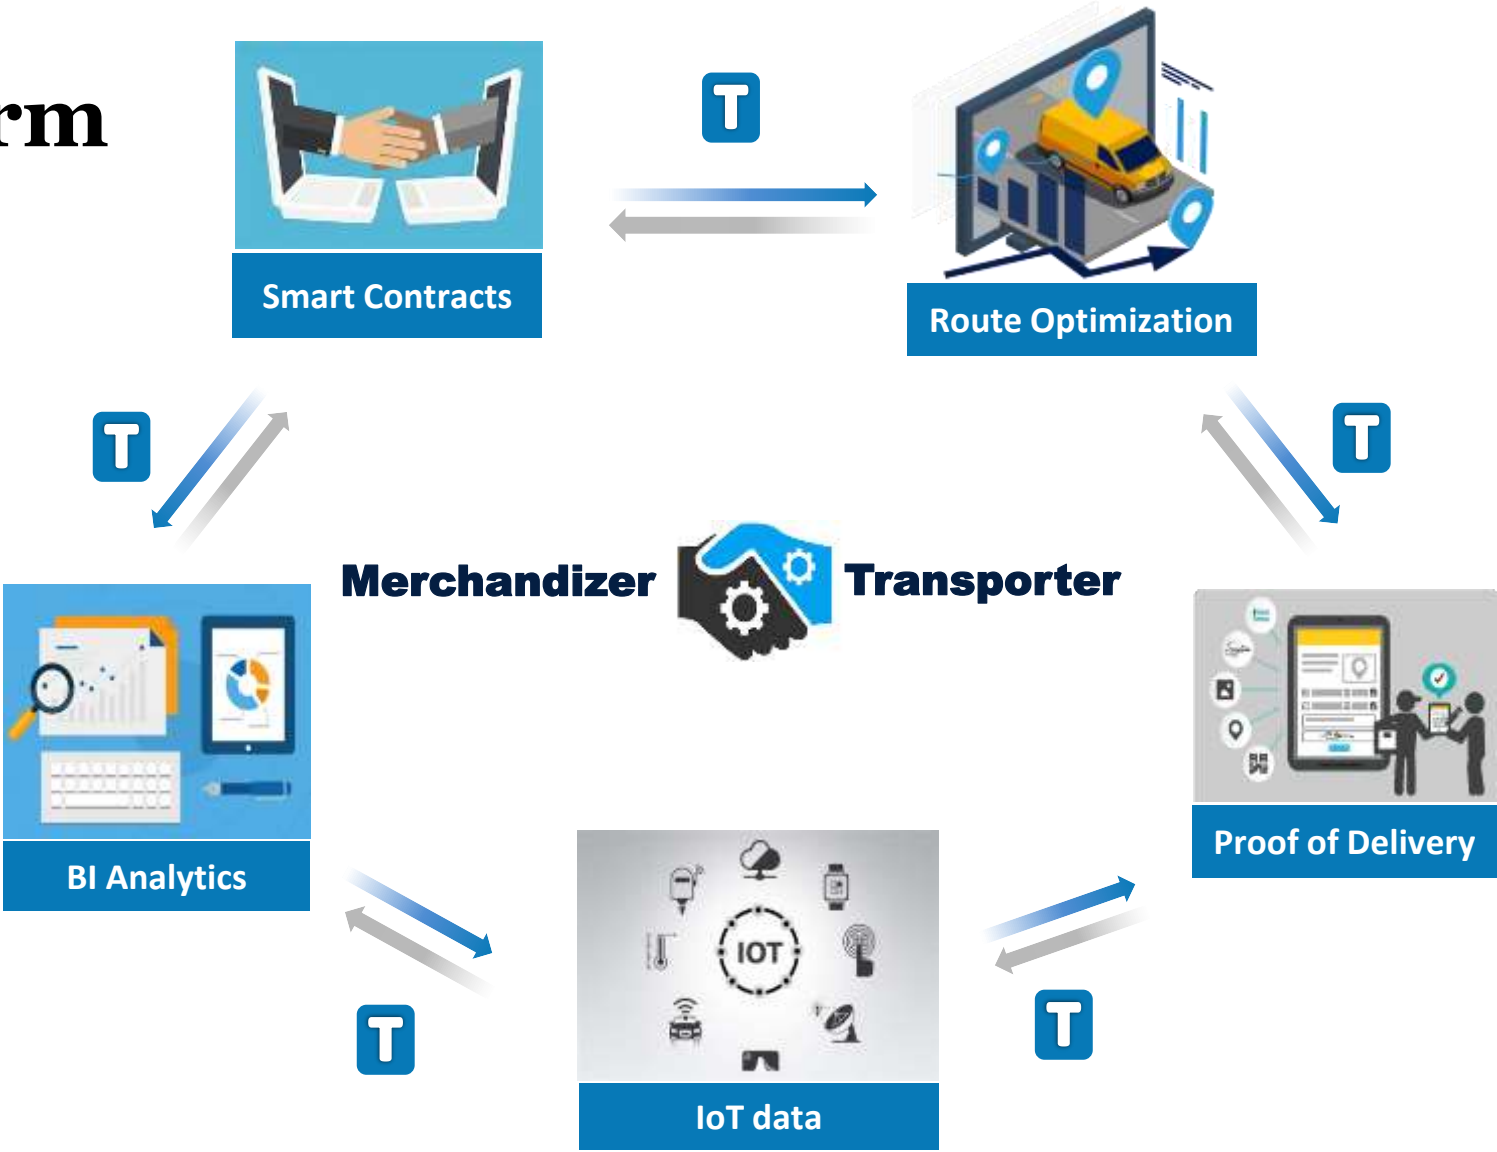 rm
T
Smart Contracts
Route Optimization
T
T
Merchandizer
Transporter
BI Analytics
Proof of Delivery
IOT
T
T
IoT data